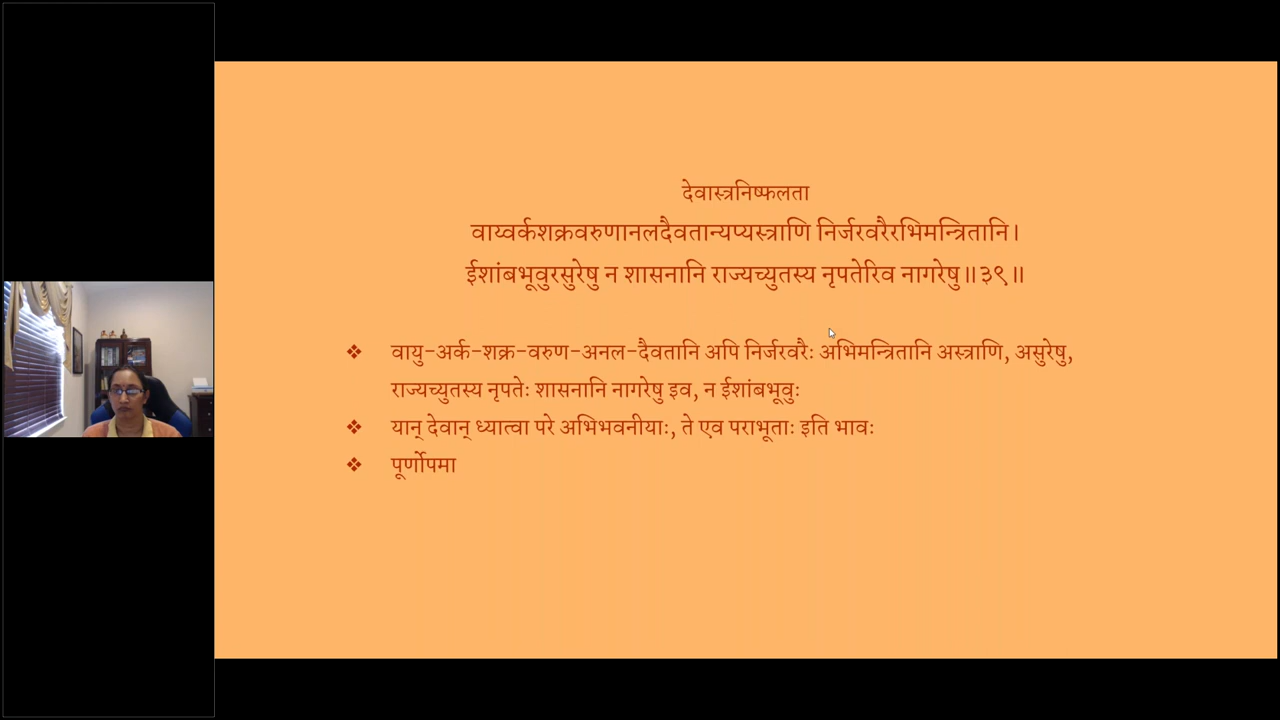 देवास्त्रनिष्फलता
वाय्वर्कशक्रवरुणानलदैवतान्यप्यस्त्राणि निर्जरवरैरभिमन्त्रितानि।
ईशांबभूवुरसुरेषु न शासनानि राज्यच्युतस्य नृपतेरिव नागरेषु॥३९॥
❖ वायु-अर्क-शक्र-वरुण-अनल-दैवतानि अपि निर्जरवरैः अभिमन्त्रितानि अस्त्राणि, असुरेषु,
राज्यच्युतस्य नृपतेः शासनानि नागरेषु इव, न ईशांबभूवुः
❖ यान् देवान् ध्यात्वा परे अभिभवनीयाः, ते एव पराभूताः इति भावः
❖ पूर्णोपमा